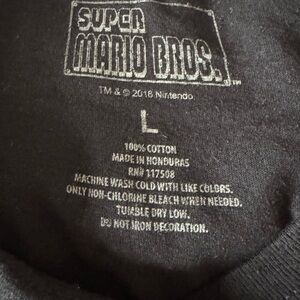 SUPER
MARIO BROS.™
TM & © 2016 Nintendo
L
100% COTTON
MADE IN HONDURAS
RN# 117508
MACHINE WASH COLD WITH LIKE COLORS.
ONLY NON-CHLORINE BLEACH WHEN NEEDED.
TUMBLE DRY LOW.
DO NOT IRON DECORATION.